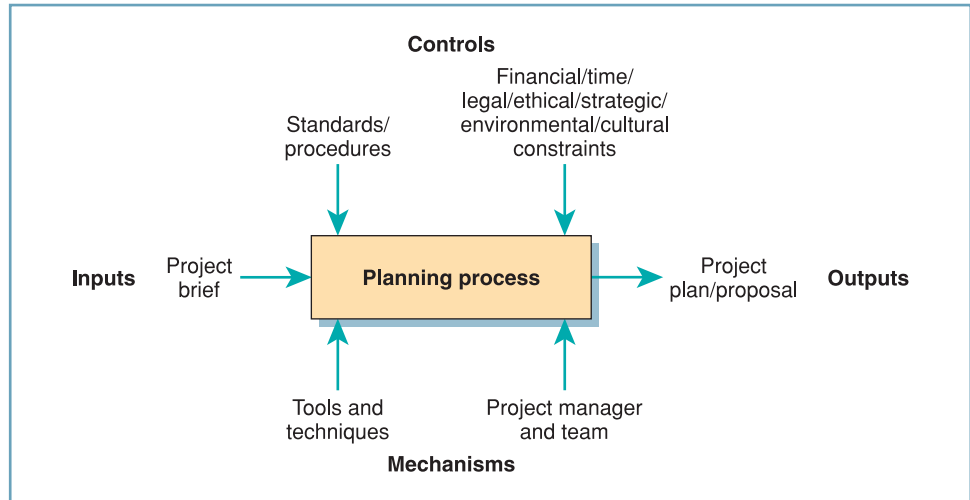 Controls
Financial/time/
legal/ethical/strategic/
environmental/cultural
constraints
Standards/
procedures
Inputs
Project
brief
Planning process
Project
plan/proposal
Outputs
Tools and
techniques
Project manager
and team
Mechanisms